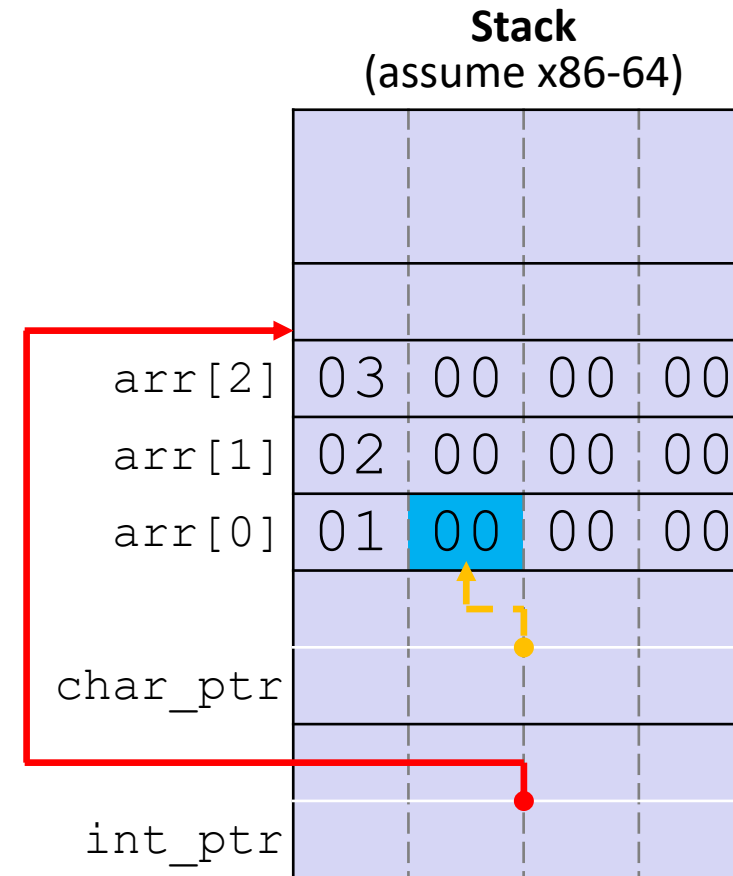 Stack
(assume x86-64)
arr[2] 03 00 00 00
arr[1] 02 00 00 00
arr[0] 01 00 00 00
char_ptr
int_ptr